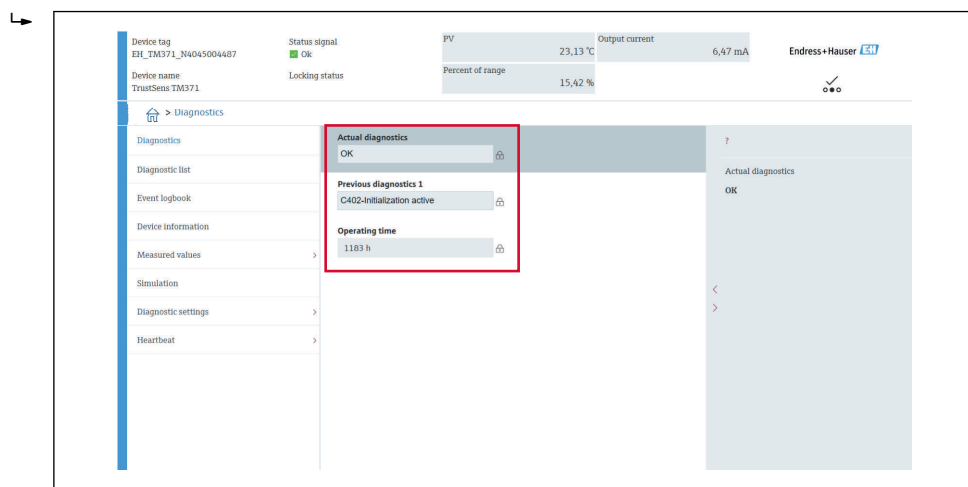 Device tag
EH_TM371_N4045004487
Status signal
Ok
PV
23,13 °C
Output current
6,47 mA
Endress+Hauser EH
Device name
TrustSens TM371
Locking status
Percent of range
15,42 %
> Diagnostics
Diagnostics
Diagnostic list
Event logbook
Device information
Measured values >
Simulation
Diagnostic settings >
Heartbeat >
Actual diagnostics
OK
Previous diagnostics 1
C402-Initialization active
Operating time
1183 h
?
Actual diagnostics
OK
<
>